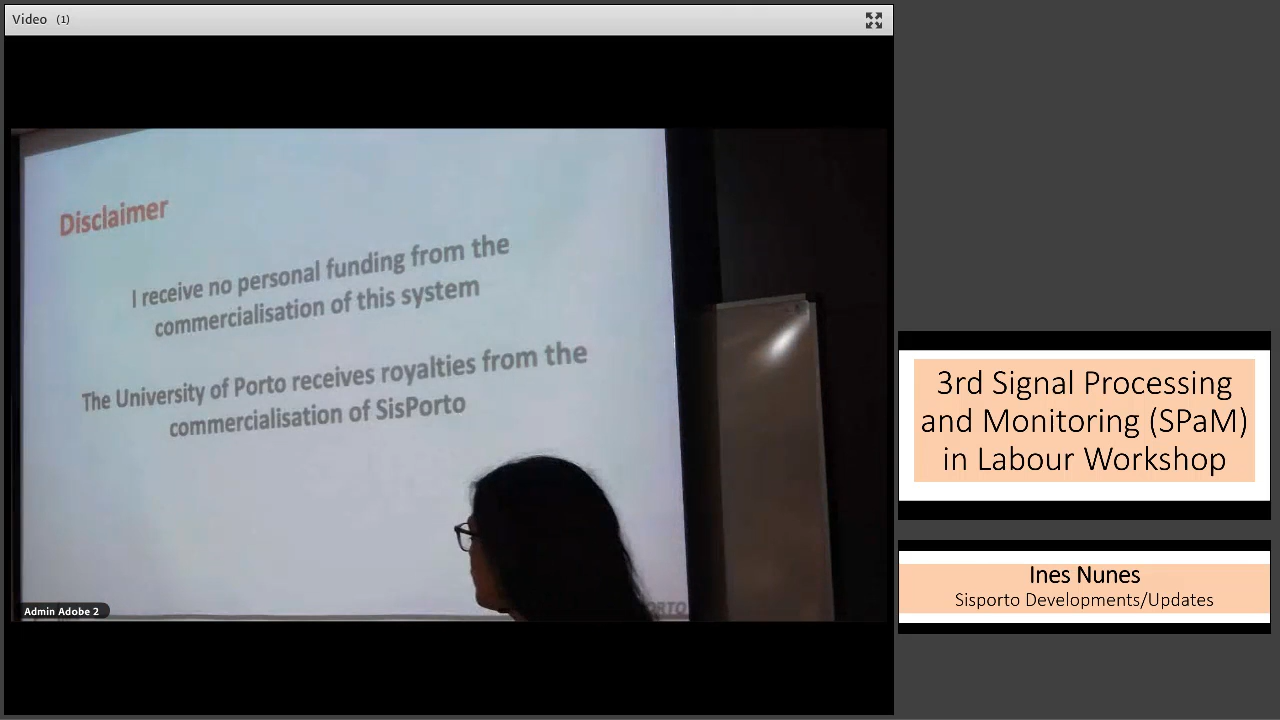 Video (1)
Disclaimer
I receive no personal funding from the
commercialisation of this system
The University of Porto receives royalties from the
commercialisation of SisPorto
Admin Adobe 2
3rd Signal Processing
and Monitoring (SPaM)
in Labour Workshop
Ines Nunes
Sisporto Developments/Updates